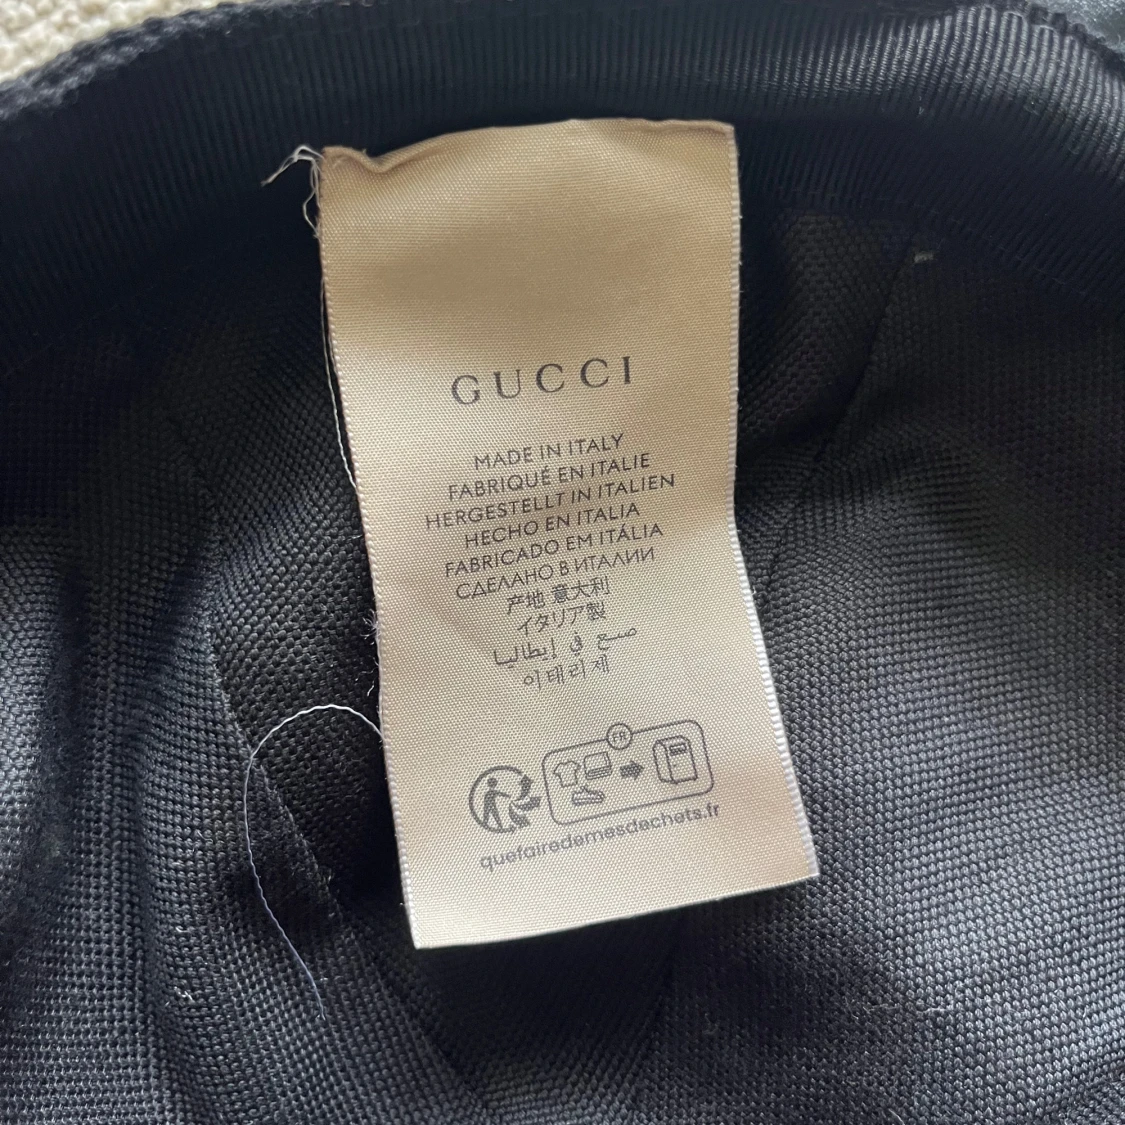 GUCCI
MADE IN ITALY
FABRIQUÉ EN ITALIE
HERGESTELLT IN ITALIEN
HECHO EN ITALIA
FABRICADO EM ITÁLIA
СДЕЛАНО В ИТАЛИИ
产地 意大利
イタリア製
صنع في إيطاليا
이태리제
FR
quefairedemesdechets.fr